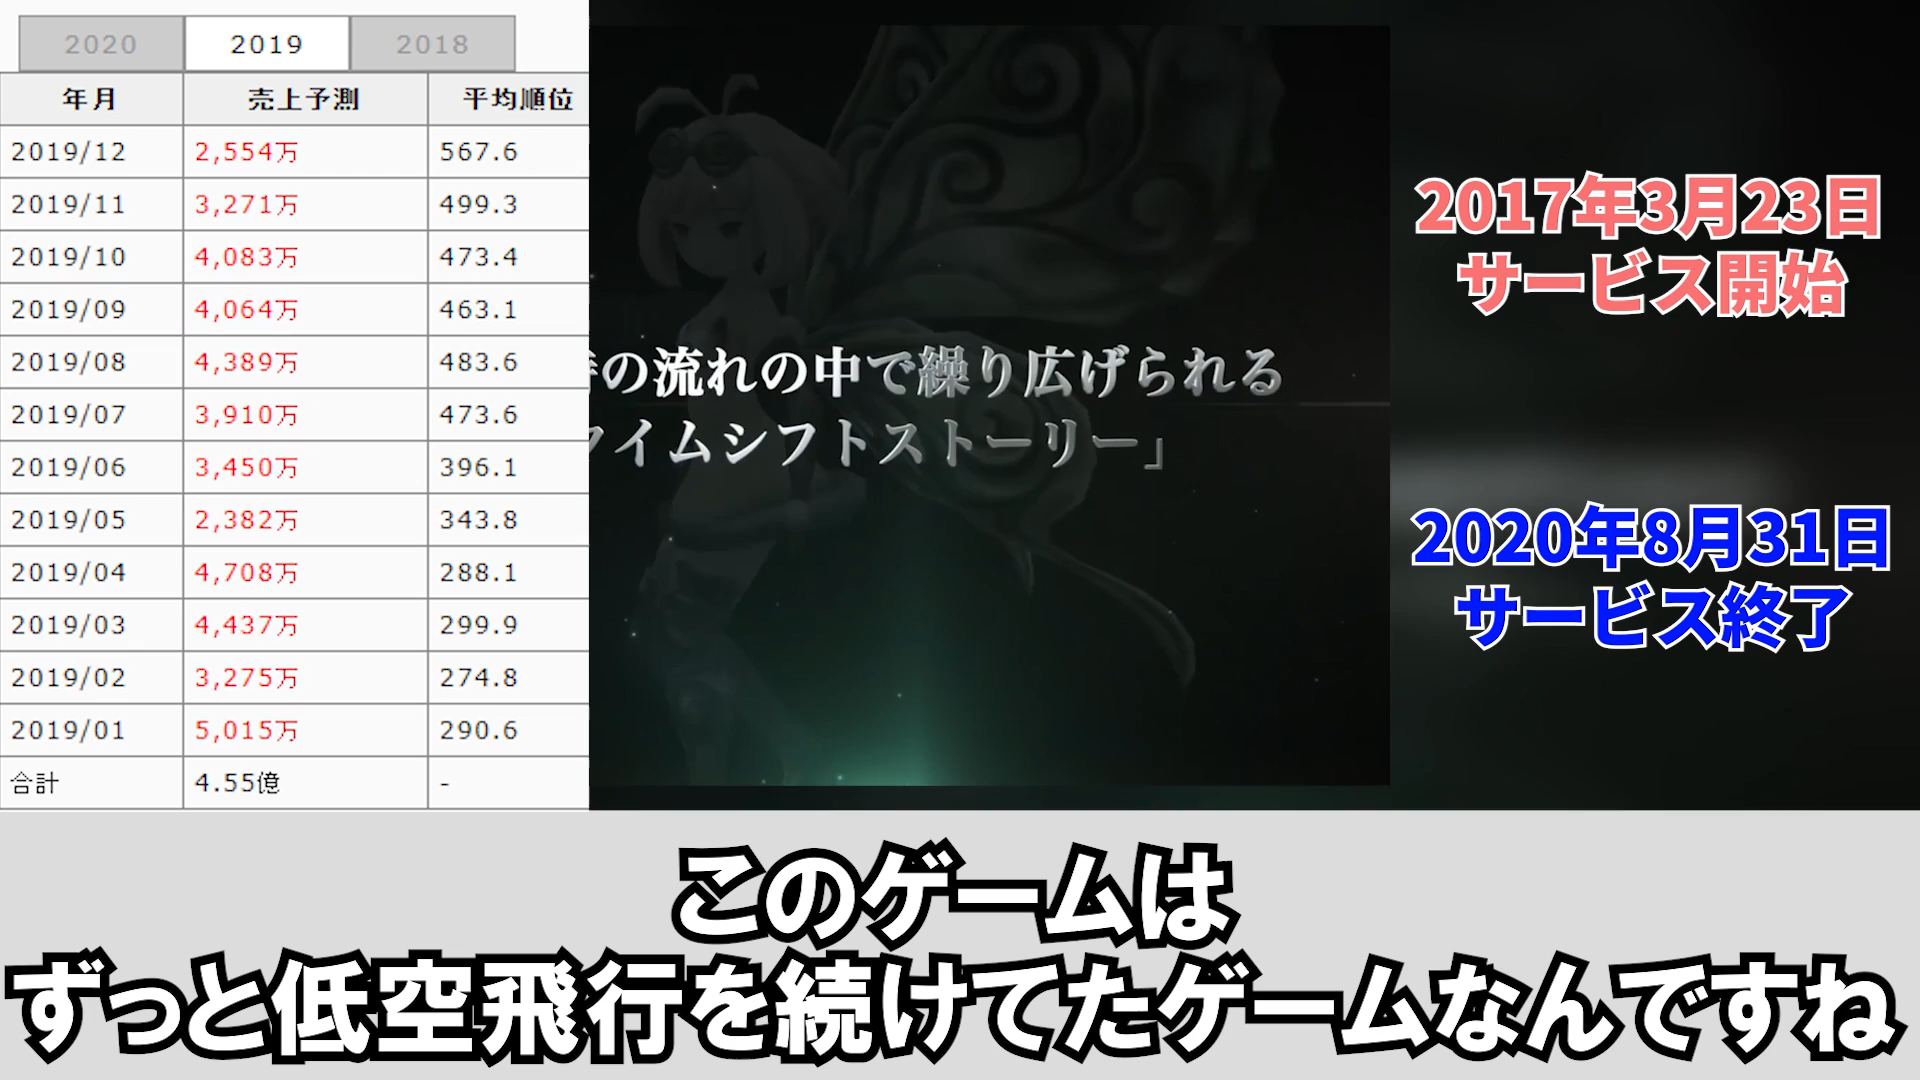 2020 2019 2018
年月 売上予測 平均順位
2019/12 2,554万 567.6
2019/11 3,271万 499.3
2019/10 4,083万 473.4
2019/09 4,064万 463.1
2019/08 4,389万 483.6
2019/07 3,910万 473.6
2019/06 3,450万 396.1
2019/05 2,382万 343.8
2019/04 4,708万 288.1
2019/03 4,437万 299.9
2019/02 3,275万 274.8
2019/01 5,015万 290.6
合計 4.55億 -
の流れの中で繰り広げられる
イムシフトストーリー」
2017年3月23日
サービス開始
2020年8月31日
サービス終了
このゲームは
ずっと低空飛行を続けてたゲームなんですね